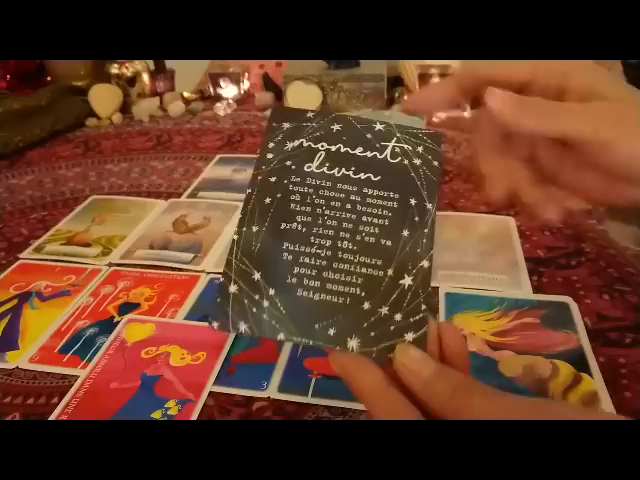 moment
divin
Le Divin nous apporte
toute chose au moment
où l'on en a besoin.
Rien n'arrive avant
que l'on ne soit
prêt, rien ne s'en va
trop tôt.
Puissé-je toujours
Te faire confiance
pour choisir
le bon moment,
Seigneur!
3